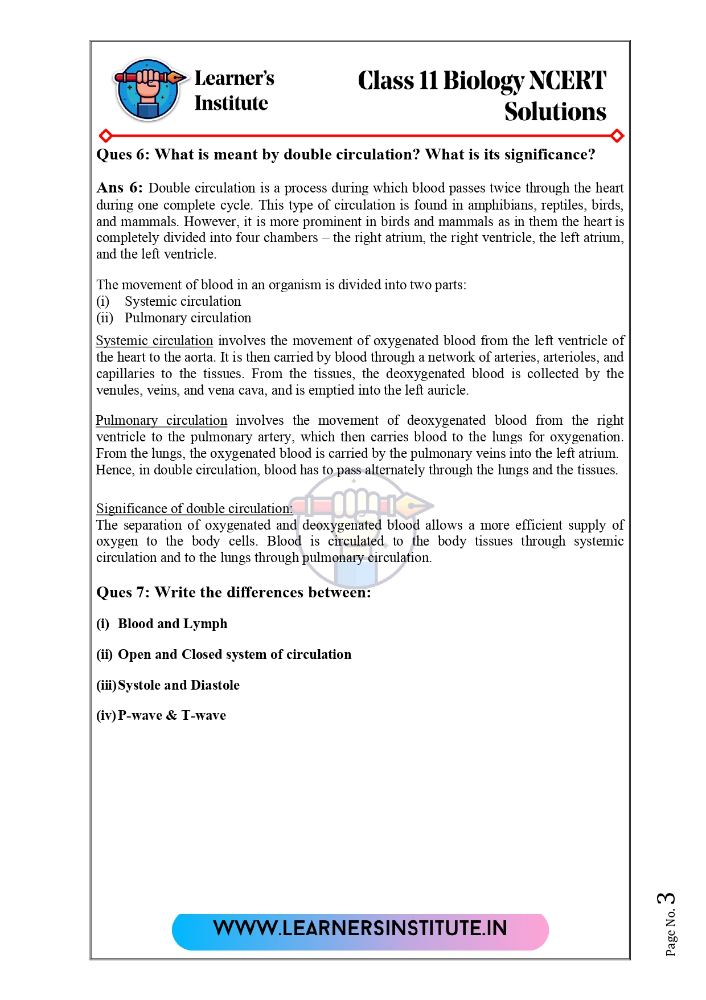 Learner's
Institute
Class 11 Biology NCERT
Solutions
Ques 6: What is meant by double circulation? What is its significance?
Ans 6: Double circulation is a process during which blood passes twice through the heart
during one complete cycle. This type of circulation is found in amphibians, reptiles, birds,
and mammals. However, it is more prominent in birds and mammals as in them the heart is
completely divided into four chambers – the right atrium, the right ventricle, the left atrium,
and the left ventricle.
The movement of blood in an organism is divided into two parts:
(i) Systemic circulation
(ii) Pulmonary circulation
Systemic circulation involves the movement of oxygenated blood from the left ventricle of
the heart to the aorta. It is then carried by blood through a network of arteries, arterioles, and
capillaries to the tissues. From the tissues, the deoxygenated blood is collected by the
venules, veins, and vena cava, and is emptied into the left auricle.
Pulmonary circulation involves the movement of deoxygenated blood from the right
ventricle to the pulmonary artery, which then carries blood to the lungs for oxygenation.
From the lungs, the oxygenated blood is carried by the pulmonary veins into the left atrium.
Hence, in double circulation, blood has to pass alternately through the lungs and the tissues.
Significance of double circulation:
The separation of oxygenated and deoxygenated blood allows a more efficient supply of
oxygen to the body cells. Blood is circulated to the body tissues through systemic
circulation and to the lungs through pulmonary circulation.
Ques 7: Write the differences between:
(i) Blood and Lymph
(ii) Open and Closed system of circulation
(iii) Systole and Diastole
(iv) P-wave & T-wave
WWW.LEARNERSINSTITUTE.IN
Page No. 3